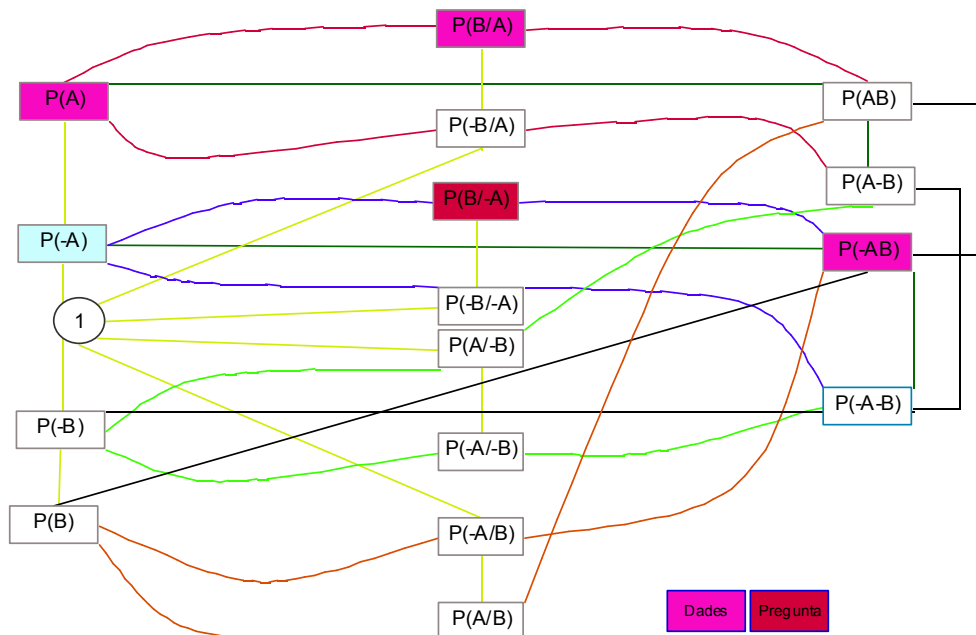 P(B/A)
P(A)
P(AB)
P(-B/A)
P(A-B)
P(B/-A)
P(-A)
P(-AB)
P(-B/-A)
1
P(A/-B)
P(-A-B)
P(-B)
P(-A/-B)
P(B)
P(-A/B)
P(A/B)
Dades
Pregunta